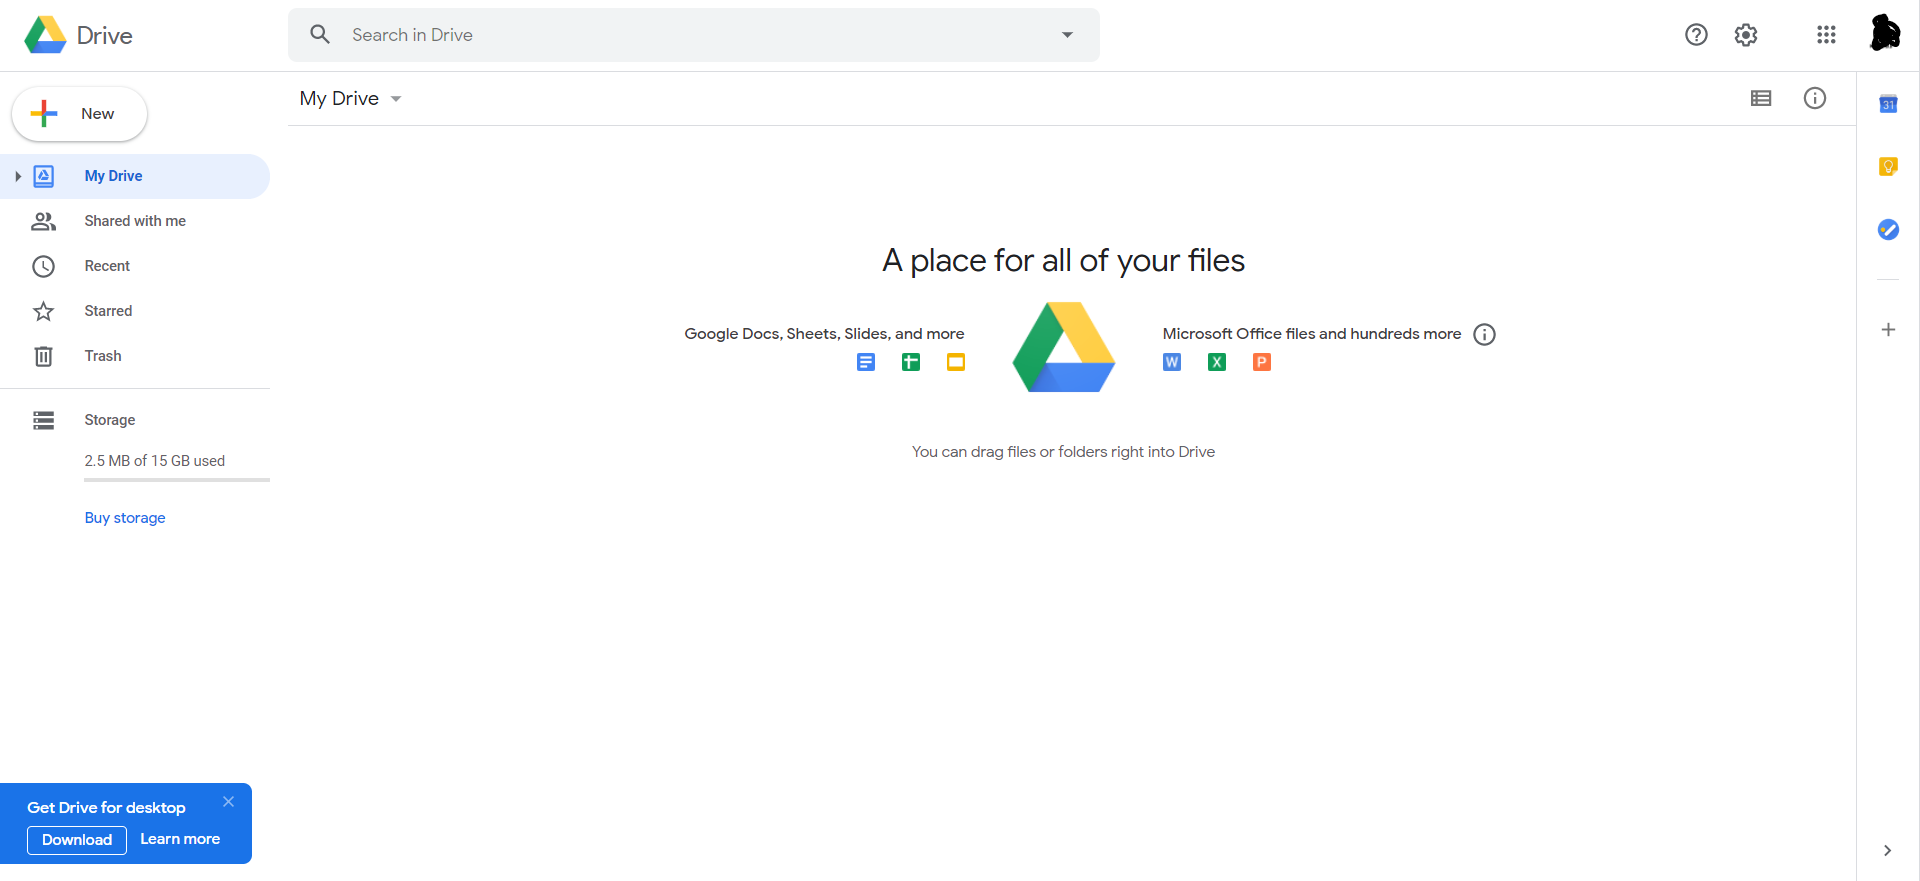 Drive
Search in Drive
New
My Drive
My Drive
Shared with me
Recent
Starred
Trash
Storage
2.5 MB of 15 GB used
Buy storage
A place for all of your files
Google Docs, Sheets, Slides, and more
Microsoft Office files and hundreds more
W X P
You can drag files or folders right into Drive
31
Get Drive for desktop
Download Learn more